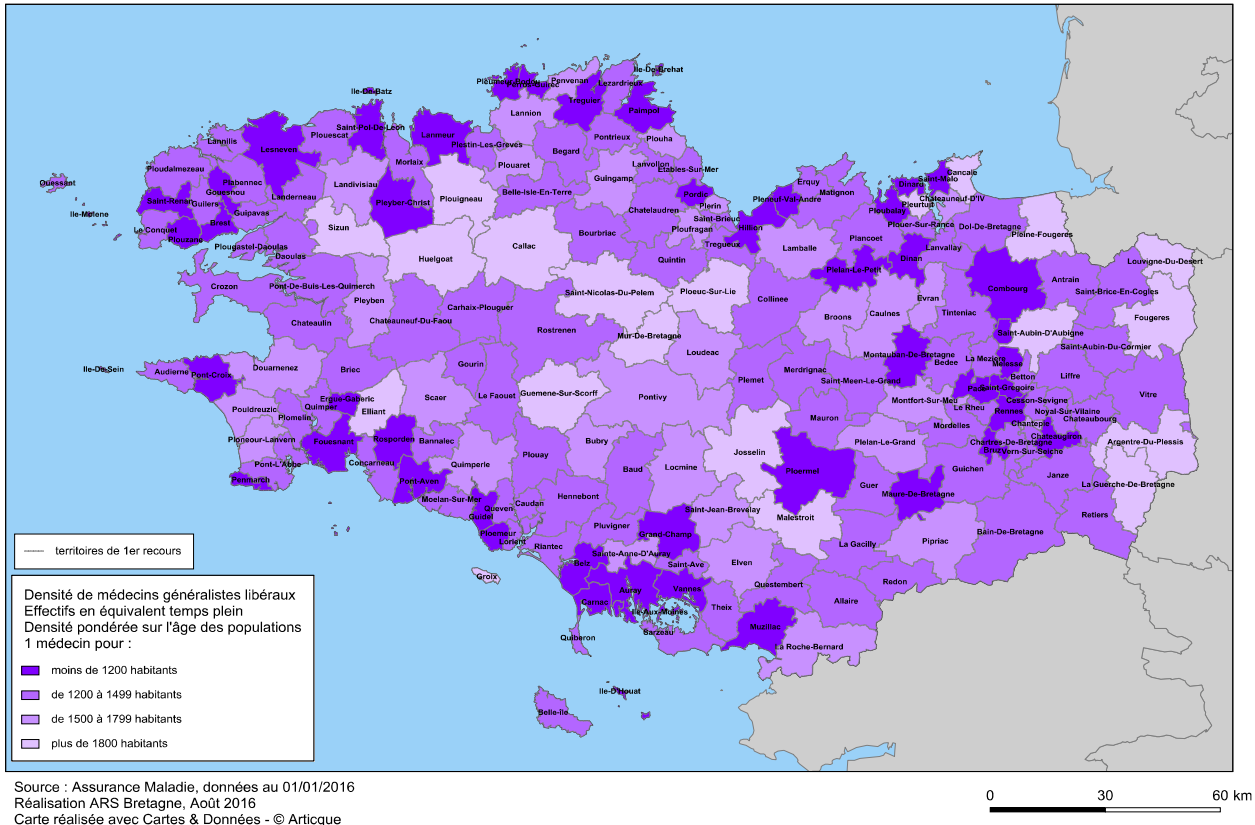 Ile-De-Brehat
Pleumeur-Bodou
Perros-Guirec
Penvenan
Lezardrieux
Ile-De-Batz
Treguier
Paimpol
Lannion
Saint-Pol-De-Leon
Plouescat
Lanmeur
Plestin-Les-Greves
Pontrieux
Plouha
Lannilis
Lesneven
Begard
Morlaix
Plouaret
Lanvollon
Etables-Sur-Mer
Ploudalmezeau
Cancale
Saint-Malo
Ouessant
Plabennec
Landivisiau
Guingamp
Erquy
Dinard
Gouesnou
Landerneau
Belle-Isle-En-Terre
Pordic
Matignon
Saint-Renan
Guilers
Pleyber-Christ
Plouigneau
Pleneuf-Val-Andre
Chateauneuf-D'IV
Pleurtuit
Ile-Molene
Guipavas
Chatelaudren
Plerin
Ploubalay
Brest
Saint-Brieuc
Le Conquet
Sizun
Bourbriac
Ploufragan
Hillion
Plouer-Sur-Rance
Dol-De-Bretagne
Plouzane
Tregueux
Plancoet
Pleine-Fougeres
Plougastel-Daoulas
Callac
Lamballe
Lanvallay
Daoulas
Huelgoat
Quintin
Dinan
Louvigne-Du-Desert
Plelan-Le-Petit
Crozon
Pont-De-Buis-Les-Quimerch
Saint-Nicolas-Du-Pelem
Ploeuc-Sur-Lie
Combourg
Antrain
Saint-Brice-En-Cogles
Pleyben
Collinee
Evran
Carhaix-Plouguer
Broons
Caulnes
Tinteniac
Fougeres
Chateaulin
Chateauneuf-Du-Faou
Rostrenen
Mur-De-Bretagne
Saint-Aubin-D'Aubigne
Saint-Aubin-Du-Cormier
Loudeac
Montauban-De-Bretagne
La Meziere
Bedee
Melesse
Ile-De-Sein
Audierne
Pont-Croix
Douarnenez
Briec
Gourin
Merdrignac
Plemet
Saint-Meen-Le-Grand
Betton
Liffre
Pace
Saint-Gregoire
Guemene-Sur-Scorff
Le Faouet
Pontivy
Vitre
Ergue-Gaberic
Scaer
Montfort-Sur-Meu
Cesson-Sevigne
Pouldreuzic
Quimper
Elliant
Le Rheu
Rennes
Noyal-Sur-Vilaine
Plomelin
Mauron
Chateaubourg
Mordelles
Chantepie
Ploneour-Lanvern
Fouesnant
Rosporden
Bannalec
Bubry
Plelan-Le-Grand
Chartres-De-Bretagne
Chateaugiron
Argentre-Du-Plessis
Bruz
Vern-Sur-Seiche
Josselin
Plouay
Pont-L'Abbe
Concarneau
Quimperle
Baud
Locmine
Ploermel
Guichen
Janze
Penmarch
Pont-Aven
La Guerche-De-Bretagne
Guer
Maure-De-Bretagne
Moelan-Sur-Mer
Hennebont
Caudan
Queven
Saint-Jean-Brevelay
Guidel
Malestroit
Retiers
Pluvigner
Ploemeur
Grand-Champ
Bain-De-Bretagne
Lorient
Riantec
La Gacilly
Pipriac
Sainte-Anne-D'Auray
Belz
Saint-Ave
Elven
Groix
Questembert
Redon
Auray
Vannes
Carnac
Allaire
Theix
Ile-Aux-Moines
Muzillac
Sarzeau
Quiberon
La Roche-Bernard
Ile-D'Houat
Belle-ile
territoires de 1er recours
Densité de médecins généralistes libéraux
Effectifs en équivalent temps plein
Densité pondérée sur l'âge des populations
1 médecin pour :
moins de 1200 habitants
de 1200 à 1499 habitants
de 1500 à 1799 habitants
plus de 1800 habitants
Source : Assurance Maladie, données au 01/01/2016
Réalisation ARS Bretagne, Août 2016
Carte réalisée avec Cartes & Données - © Articque
0 30 60 km